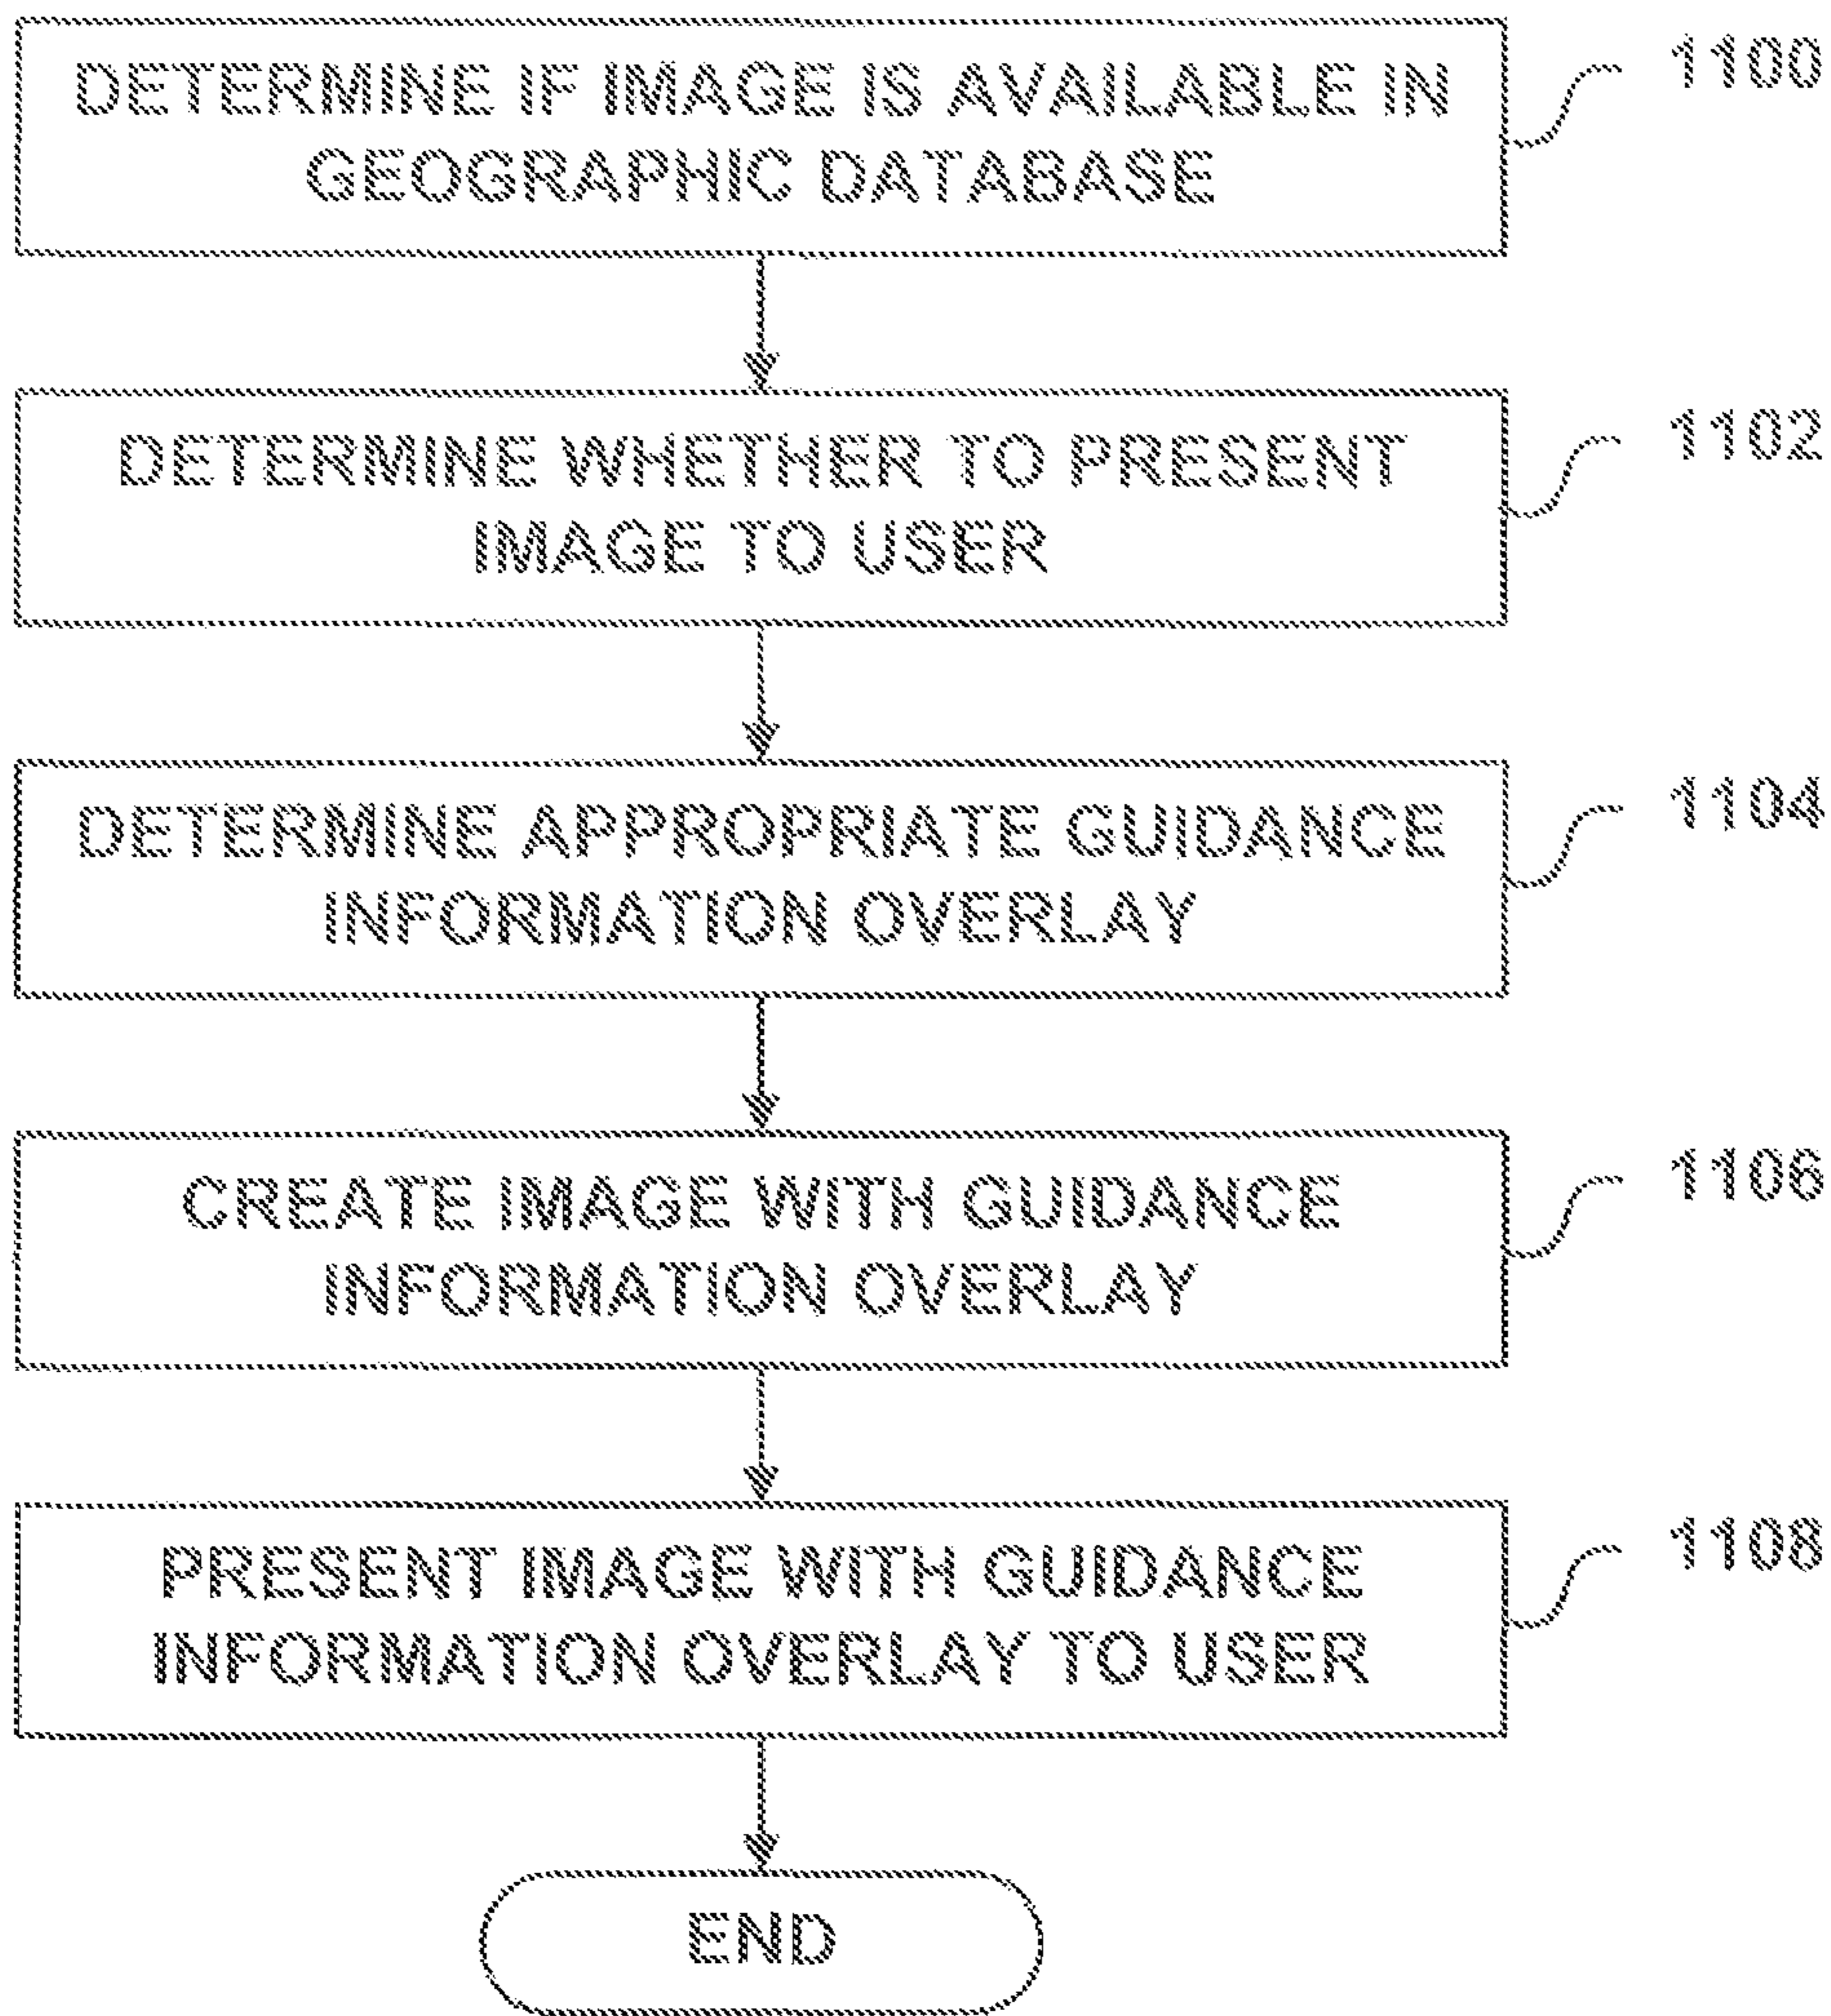 DETERMINE IF IMAGE IS AVAILABLE IN
GEOGRAPHIC DATABASE
1100
DETERMINE WHETHER TO PRESENT
IMAGE TO USER
1102
DETERMINE APPROPRIATE GUIDANCE
INFORMATION OVERLAY
1104
CREATE IMAGE WITH GUIDANCE
INFORMATION OVERLAY
1106
PRESENT IMAGE WITH GUIDANCE
INFORMATION OVERLAY TO USER
1108
END